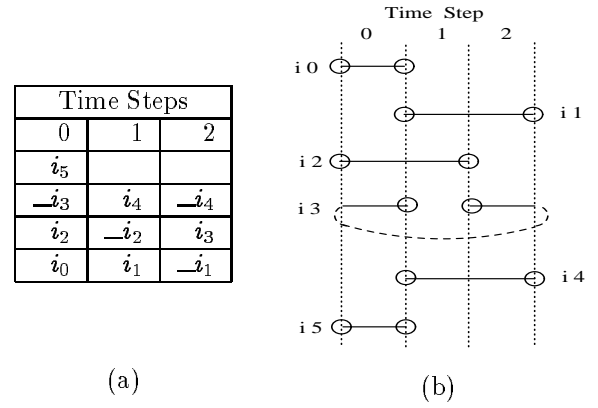 Time Steps
0 1 2
i5
_i3 i4 _i4
i2 _i2 i3
i0 i1 _i1
(a)
Time Step
0 1 2
i 0
i 1
i 2
i 3
i 4
i 5
(b)